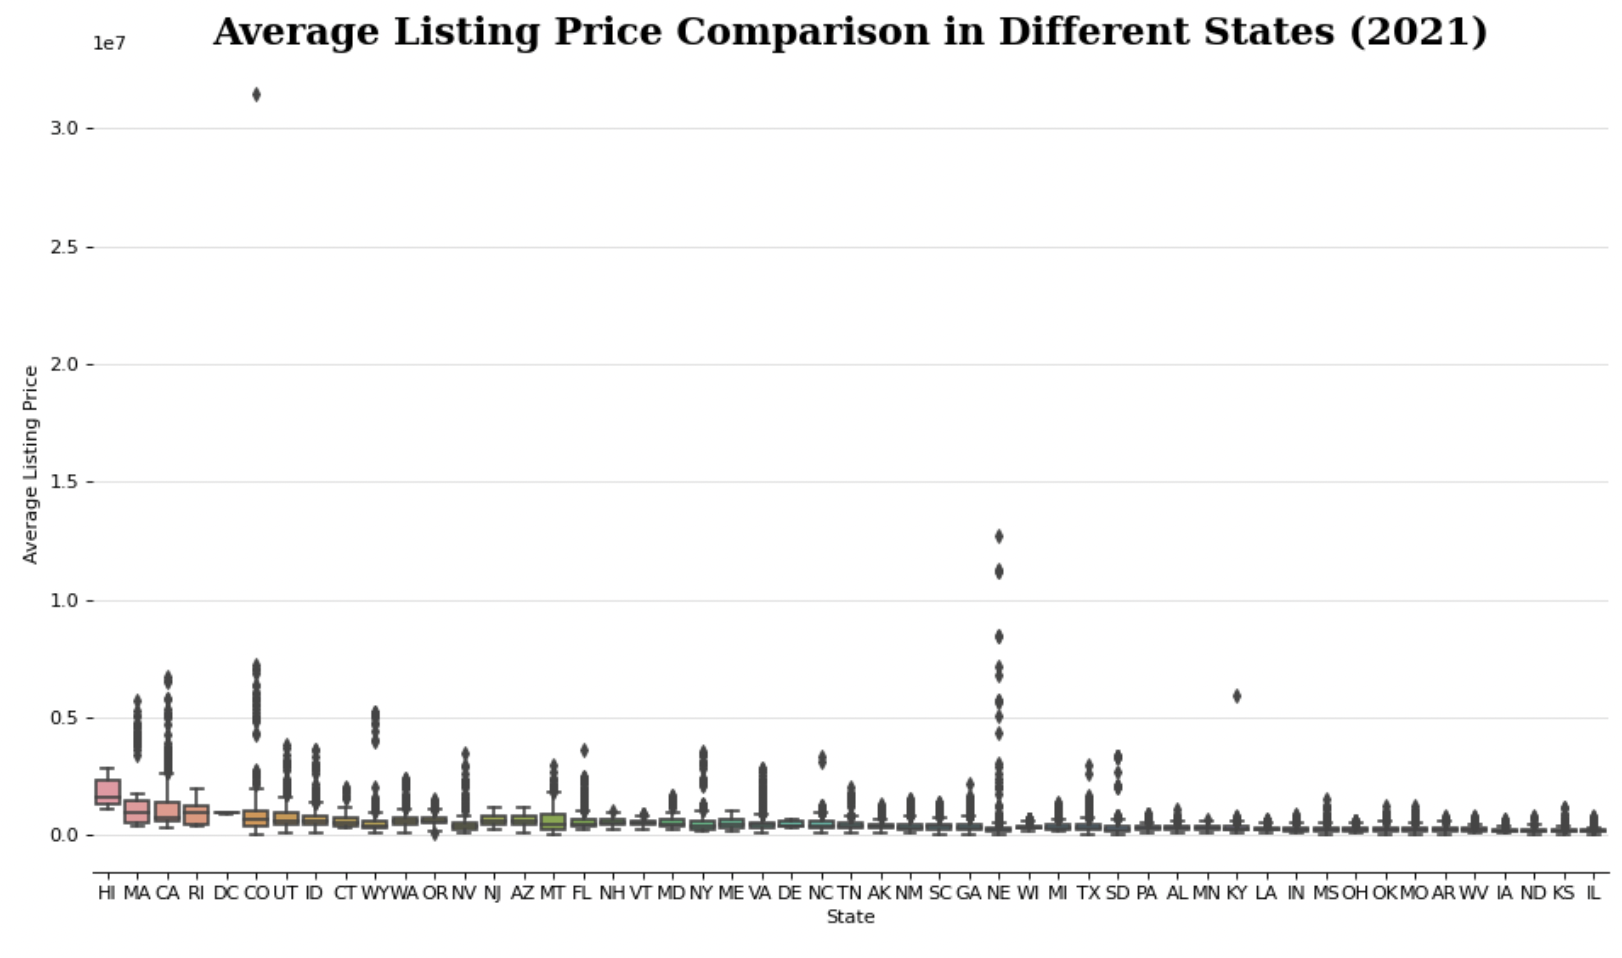 Average Listing Price Comparison in Different States (2021)
1e7
3.0
2.5
2.0
1.5
1.0
0.5
0.0
Average Listing Price
HI MA CA RI DC CO UT ID CT WY WA OR NV NJ AZ MT FL NH VT MD NY ME VA DE NC TN AK NM SC GA NE WI MI TX SD PA AL MN KY LA IN MS OH OK MO AR WV IA ND KS IL
State